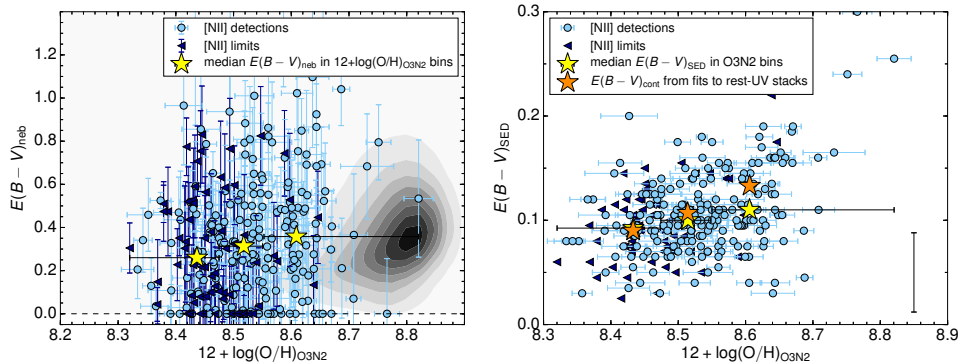 [NII] detections
[NII] limits
median E(B − V)neb in 12+log(O/H)O3N2 bins
E(B − V)neb
1.4
1.2
1.0
0.8
0.6
0.4
0.2
0.0
8.2 8.3 8.4 8.5 8.6 8.7 8.8
12 + log(O/H)O3N2
[NII] detections
[NII] limits
median E(B − V)SED in O3N2 bins
E(B − V)cont from fits to rest-UV stacks
E(B − V)SED
0.3
0.2
0.1
0.0
8.3 8.4 8.5 8.6 8.7 8.8 8.9
12 + log(O/H)O3N2